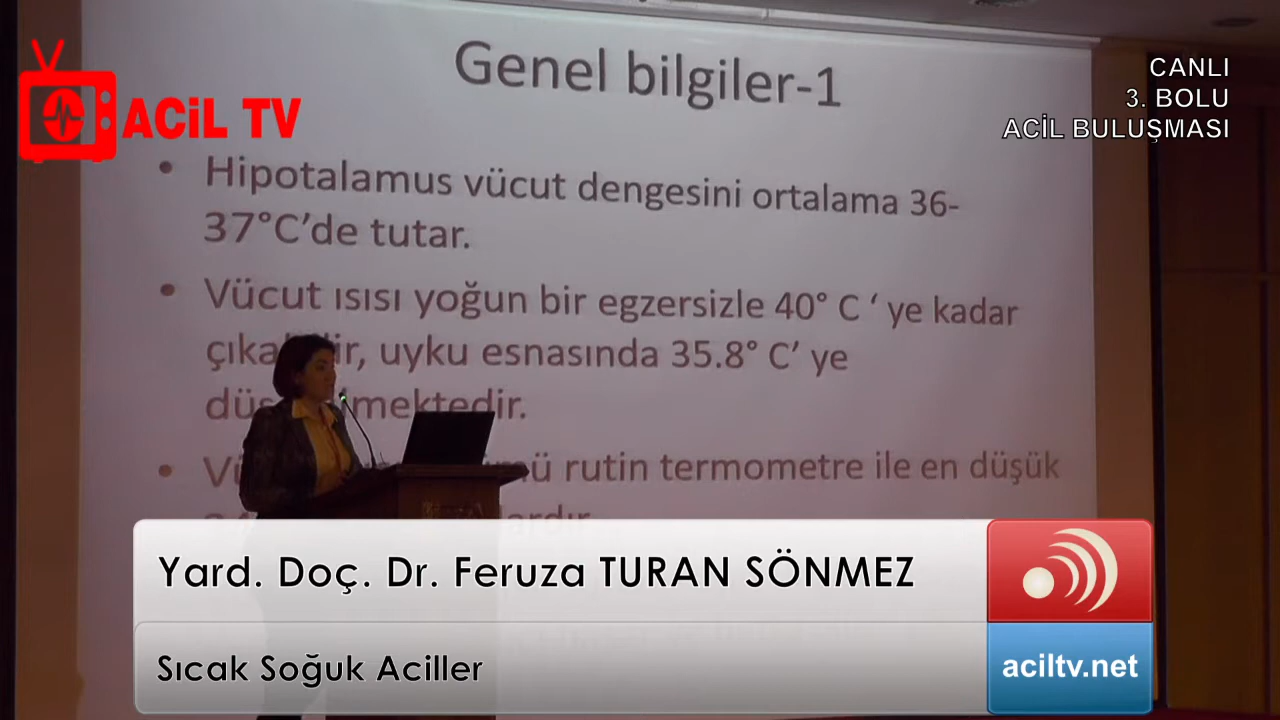 Genel bilgiler-1
ACİL TV
CANLI
3. BOLU
ACİL BULUŞMASI
• Hipotalamus vücut dengesini ortalama 36-
37°C’de tutar.
• Vücut ısısı yoğun bir egzersizle 40° C ‘ ye kadar
uyku esnasında 35.8° C’ ye
• rutin termometre ile en düşük
Yard. Doç. Dr. Feruza TURAN SÖNMEZ
Sıcak Soğuk Aciller
aciltv.net